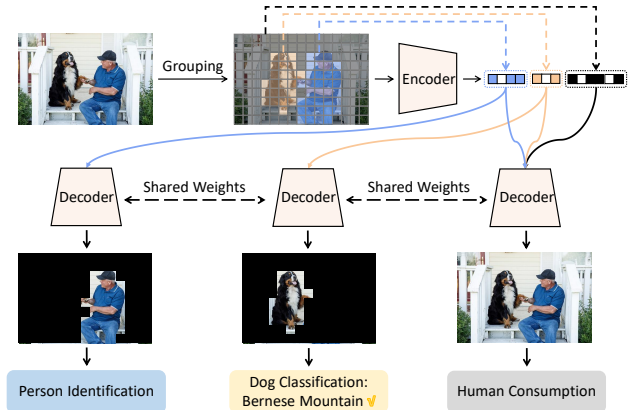 Grouping
Encoder
Shared Weights
Shared Weights
Decoder
Decoder
Decoder
Person Identification
Dog Classification:
Bernese Mountain
Human Consumption